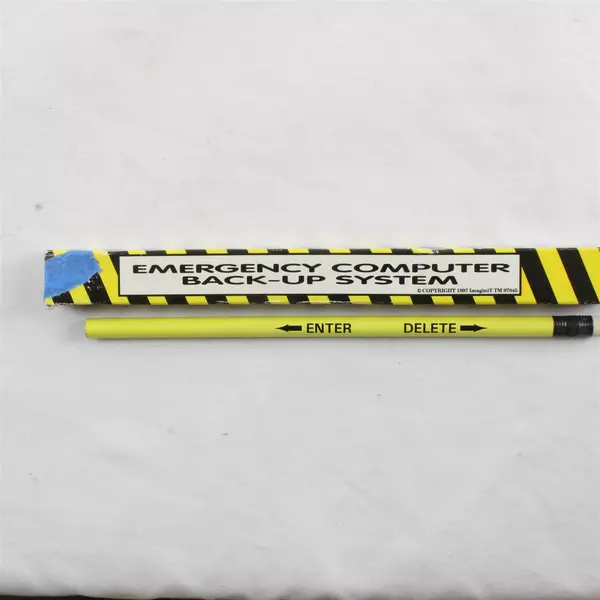 EMERGENCY COMPUTER
BACK-UP SYSTEM
© COPYRIGHT 1997 ImaginiT TM 97045
← ENTER DELETE →